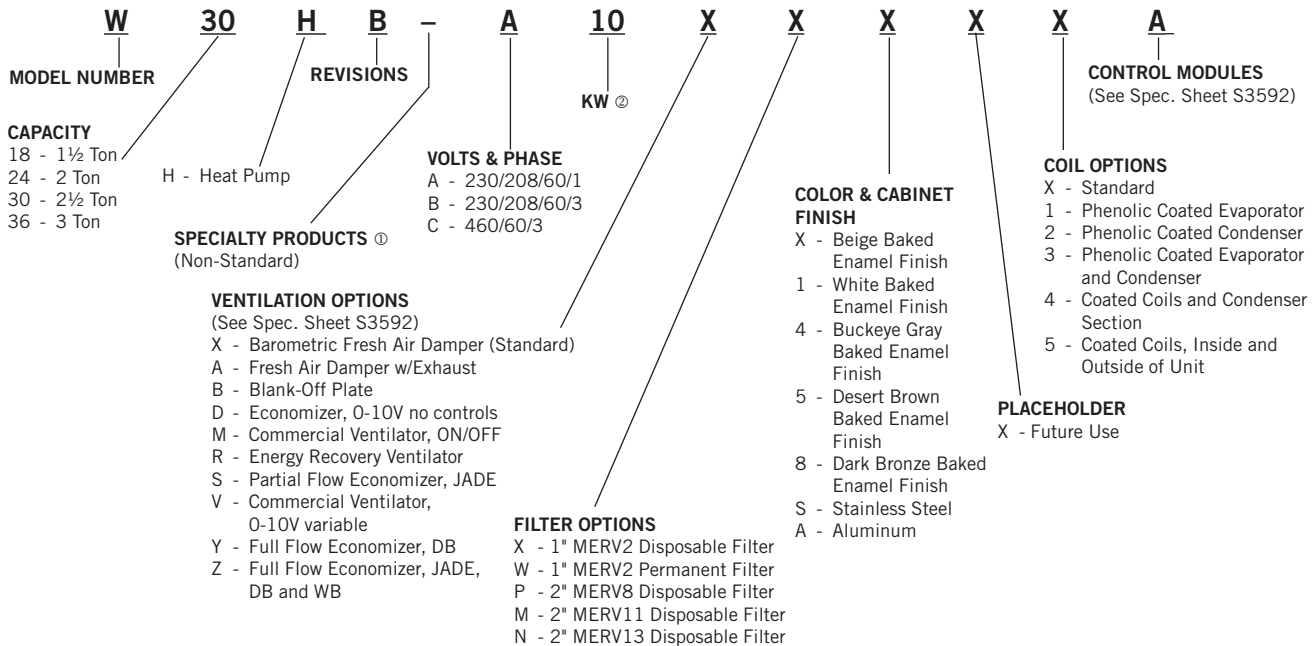 W 30 H B – A 10 X X X X X A
MODEL NUMBER
CAPACITY
18 - 1½ Ton
24 - 2 Ton
30 - 2½ Ton
36 - 3 Ton
H - Heat Pump
REVISIONS
SPECIALTY PRODUCTS ①
(Non-Standard)
VOLTS & PHASE
A - 230/208/60/1
B - 230/208/60/3
C - 460/60/3
KW ②
VENTILATION OPTIONS
(See Spec. Sheet S3592)
X - Barometric Fresh Air Damper (Standard)
A - Fresh Air Damper w/Exhaust
B - Blank-Off Plate
D - Economizer, 0-10V no controls
M - Commercial Ventilator, ON/OFF
R - Energy Recovery Ventilator
S - Partial Flow Economizer, JADE
V - Commercial Ventilator,
0-10V variable
Y - Full Flow Economizer, DB
Z - Full Flow Economizer, JADE,
DB and WB
FILTER OPTIONS
X - 1" MERV2 Disposable Filter
W - 1" MERV2 Permanent Filter
P - 2" MERV8 Disposable Filter
M - 2" MERV11 Disposable Filter
N - 2" MERV13 Disposable Filter
COLOR & CABINET
FINISH
X - Beige Baked
Enamel Finish
1 - White Baked
Enamel Finish
4 - Buckeye Gray
Baked Enamel
Finish
5 - Desert Brown
Baked Enamel
Finish
8 - Dark Bronze Baked
Enamel Finish
S - Stainless Steel
A - Aluminum
PLACEHOLDER
X - Future Use
COIL OPTIONS
X - Standard
1 - Phenolic Coated Evaporator
2 - Phenolic Coated Condenser
3 - Phenolic Coated Evaporator
and Condenser
4 - Coated Coils and Condenser
Section
5 - Coated Coils, Inside and
Outside of Unit
CONTROL MODULES
(See Spec. Sheet S3592)